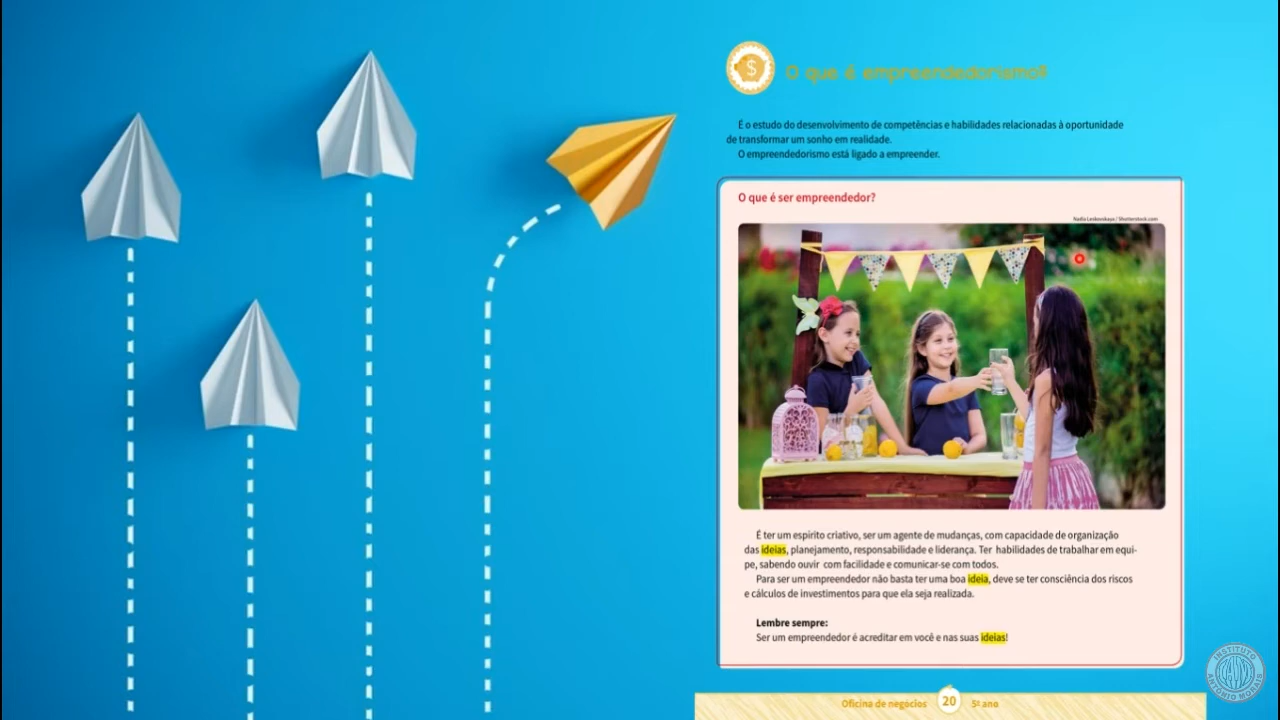 O que é empreendedorismo?
É o estudo do desenvolvimento de competências e habilidades relacionadas à oportunidade
de transformar um sonho em realidade.
O empreendedorismo está ligado a empreender.
O que é ser empreendedor?
Nadia Leskovskaya / Shutterstock.com
É ter um espírito criativo, ser um agente de mudanças, com capacidade de organização
das ideias, planejamento, responsabilidade e liderança. Ter habilidades de trabalhar em equi-
pe, sabendo ouvir com facilidade e comunicar-se com todos.
Para ser um empreendedor não basta ter uma boa ideia, deve se ter consciência dos riscos
e cálculos de investimentos para que ela seja realizada.
Lembre sempre:
Ser um empreendedor é acreditar em você e nas suas ideias!
Oficina de negócios 20 5º ano
INSTITUTO
ANTÔNIO MORAIS